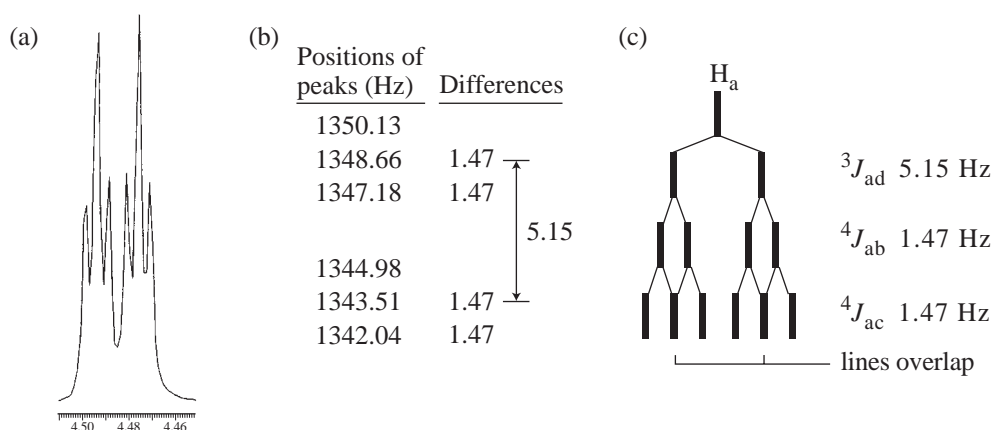 (a)
4.50 4.48 4.46
(b)
Positions of
peaks (Hz) Differences
1350.13
1348.66 1.47
1347.18 1.47
5.15
1344.98
1343.51 1.47
1342.04 1.47
(c)
Hₐ
³Jad 5.15 Hz
⁴Jab 1.47 Hz
⁴Jac 1.47 Hz
lines overlap